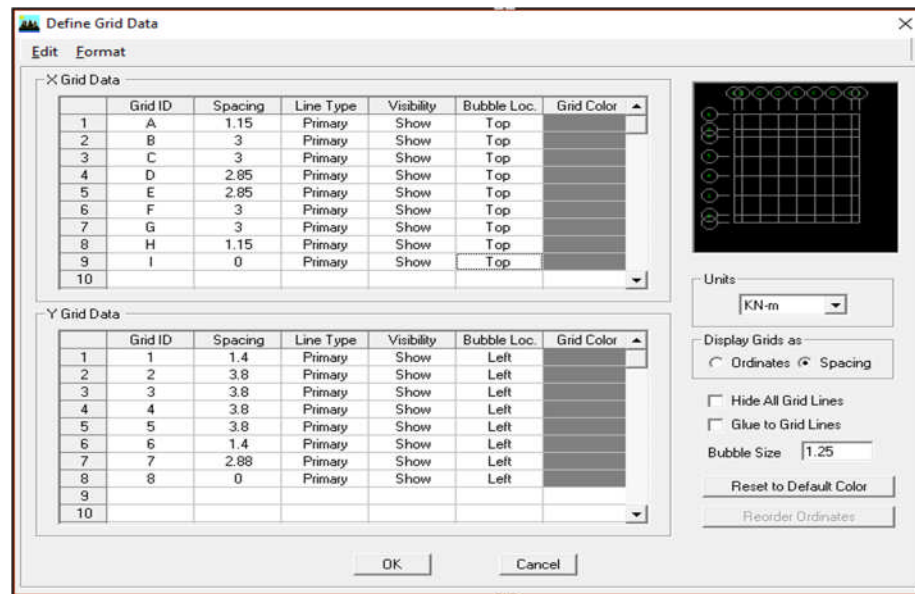 Define Grid Data
Edit Format
X Grid Data
Grid ID Spacing Line Type Visibility Bubble Loc. Grid Color
1 A 1.15 Primary Show Top
2 B 3 Primary Show Top
3 C 3 Primary Show Top
4 D 2.85 Primary Show Top
5 E 2.85 Primary Show Top
6 F 3 Primary Show Top
7 G 3 Primary Show Top
8 H 1.15 Primary Show Top
9 I 0 Primary Show Top
10
Y Grid Data
Grid ID Spacing Line Type Visibility Bubble Loc. Grid Color
1 1 1.4 Primary Show Left
2 2 3.8 Primary Show Left
3 3 3.8 Primary Show Left
4 4 3.8 Primary Show Left
5 5 3.8 Primary Show Left
6 6 1.4 Primary Show Left
7 7 2.88 Primary Show Left
8 8 0 Primary Show Left
9
10
Units
KN-m
Display Grids as
Ordinates Spacing
Hide All Grid Lines
Glue to Grid Lines
Bubble Size 1.25
Reset to Default Color
Reorder Ordinates
OK Cancel